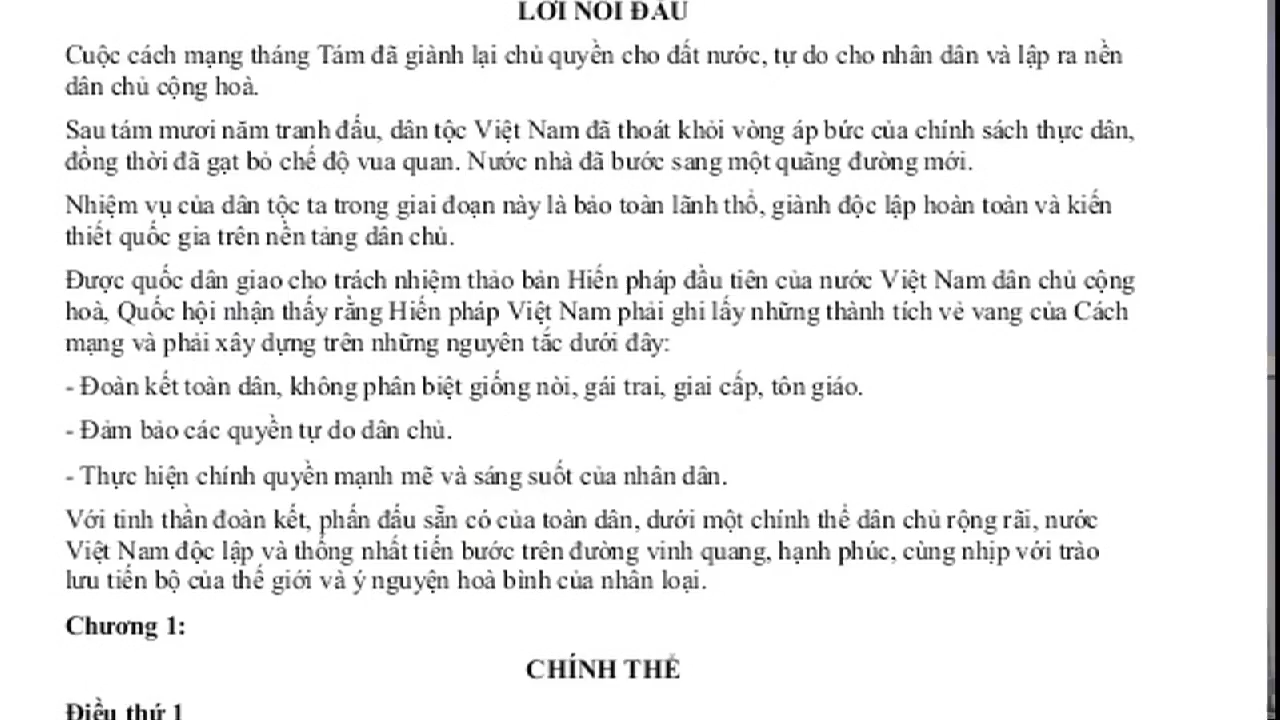 LỜI NÓI ĐẦU
Cuộc cách mạng tháng Tám đã giành lại chủ quyền cho đất nước, tự do cho nhân dân và lập ra nền
dân chủ cộng hoà.
Sau tám mươi năm tranh đấu, dân tộc Việt Nam đã thoát khỏi vòng áp bức của chính sách thực dân,
đồng thời đã gạt bỏ chế độ vua quan. Nước nhà đã bước sang một quãng đường mới.
Nhiệm vụ của dân tộc ta trong giai đoạn này là bảo toàn lãnh thổ, giành độc lập hoàn toàn và kiến
thiết quốc gia trên nền tảng dân chủ.
Được quốc dân giao cho trách nhiệm thảo bản Hiến pháp đầu tiên của nước Việt Nam dân chủ cộng
hoà, Quốc hội nhận thấy rằng Hiến pháp Việt Nam phải ghi lấy những thành tích vẻ vang của Cách
mạng và phải xây dựng trên những nguyên tắc dưới đây:
- Đoàn kết toàn dân, không phân biệt giống nòi, gái trai, giai cấp, tôn giáo.
- Đảm bảo các quyền tự do dân chủ.
- Thực hiện chính quyền mạnh mẽ và sáng suốt của nhân dân.
Với tinh thần đoàn kết, phấn đấu sẵn có của toàn dân, dưới một chính thể dân chủ rộng rãi, nước
Việt Nam độc lập và thống nhất tiến bước trên đường vinh quang, hạnh phúc, cùng nhịp với trào
lưu tiến bộ của thế giới và ý nguyện hoà bình của nhân loại.
Chương 1:
CHÍNH THỂ
Điều thứ 1